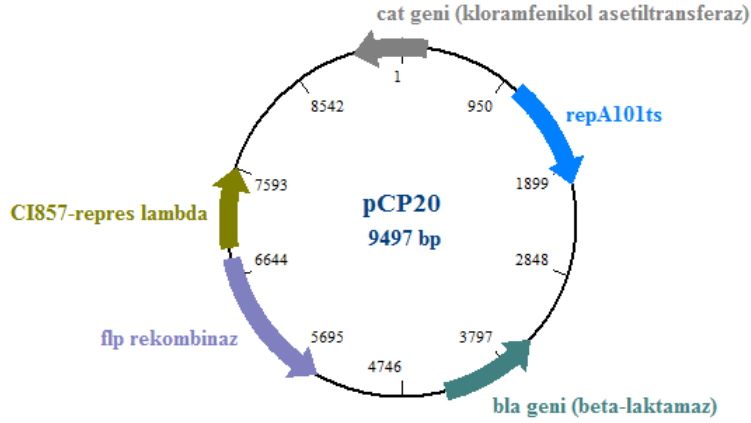 cat geni (kloramfenikol asetiltransferaz)
1
8542
950
repA101ts
7593
1899
CI857-repres lambda
pCP20
9497 bp
6644
2848
flp rekombinaz
5695
3797
4746
bla geni (beta-laktamaz)